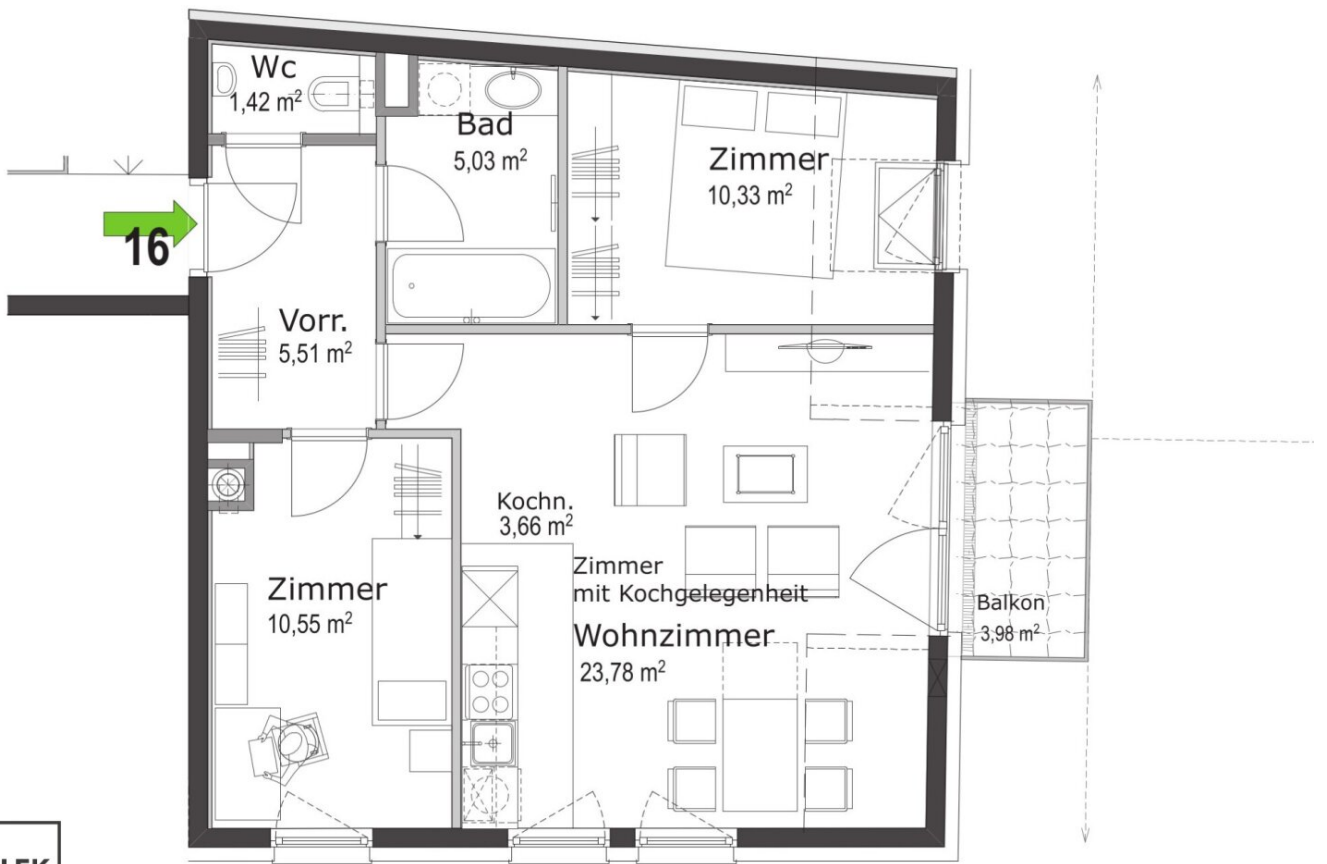 Wc
1,42 m²
Bad
5,03 m²
Zimmer
10,33 m²
16
Vorr.
5,51 m²
Kochn.
3,66 m²
Zimmer
mit Kochgelegenheit
Wohnzimmer
23,78 m²
Zimmer
10,55 m²
Balkon
3,98 m²